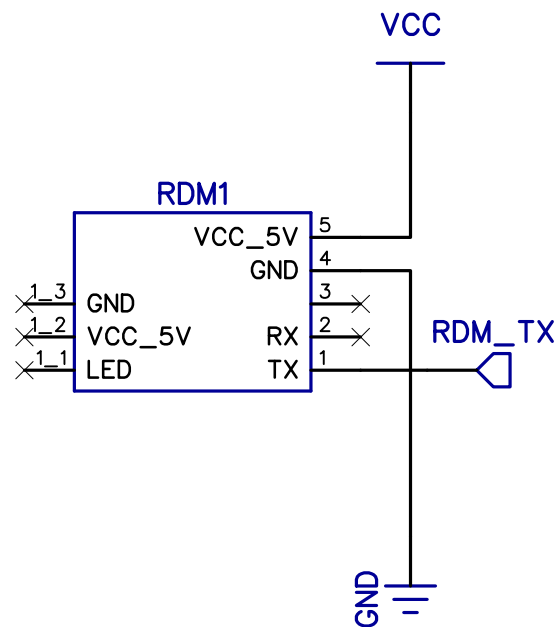 VCC
RDM1
VCC_5V 5
GND 4
1_3 GND 3
1_2 VCC_5V RX 2
RDM_TX
1_1 LED TX 1
GND